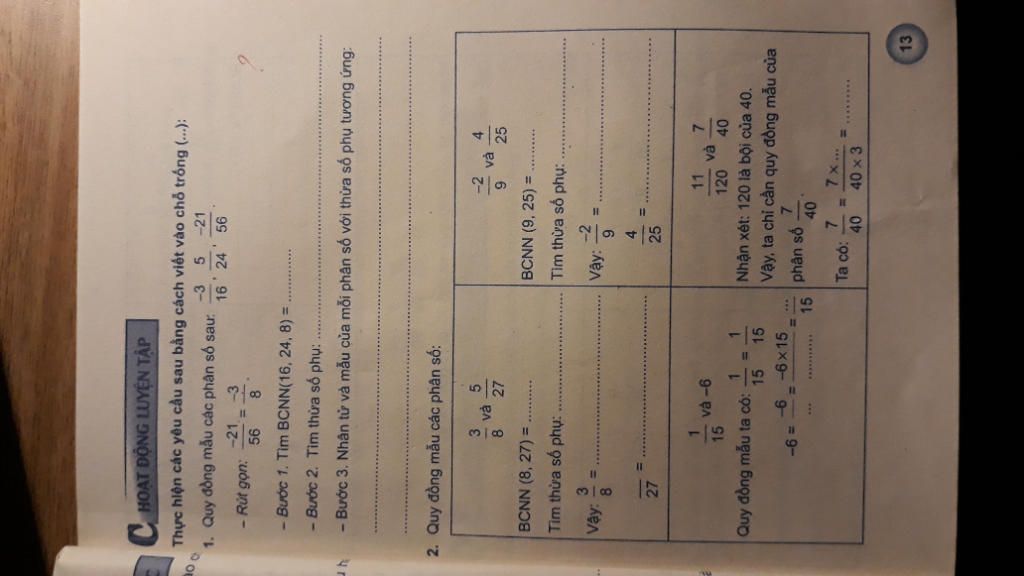 C HOẠT ĐỘNG LUYỆN TẬP
Thực hiện các yêu cầu sau bằng cách viết vào chỗ trống (...):
1. Quy đồng mẫu các phân số sau: -3/16, 5/24, -21/56.
– Rút gọn: -21/56 = -3/8.
– Bước 1. Tìm BCNN(16, 24, 8) = ............
– Bước 2. Tìm thừa số phụ: ............
– Bước 3. Nhân tử và mẫu của mỗi phân số với thừa số phụ tương ứng:
............
............
2. Quy đồng mẫu các phân số:
3/8 và 5/27
BCNN (8, 27) = ..........
Tìm thừa số phụ: ............
Vậy: 3/8 = ............
/27 = ............
-2/9 và 4/25
BCNN (9, 25) = ..........
Tìm thừa số phụ: ............
Vậy: -2/9 = ............
4/25 = ............
1/15 và –6
Quy đồng mẫu ta có: 1/15 = 1/15
–6 = -6/... = -6×15/.......... = .../15
11/120 và 7/40
Nhận xét: 120 là bội của 40.
Vậy, ta chỉ cần quy đồng mẫu của
phân số 7/40.
Ta có: 7/40 = 7 × .../40 × 3 = .........
13
?